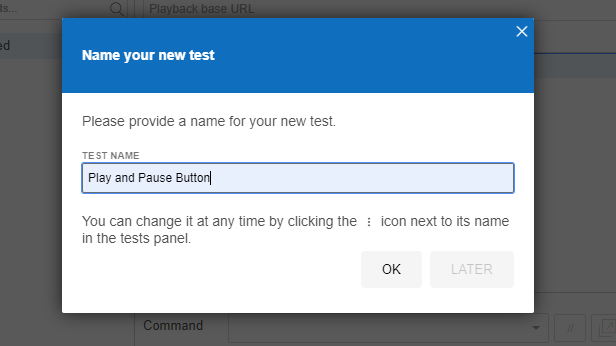 ts...
Playback base URL
ed
Name your new test
Please provide a name for your new test.
TEST NAME
Play and Pause Button
You can change it at any time by clicking the ⋮ icon next to its name
in the tests panel.
OK
LATER
Command
//